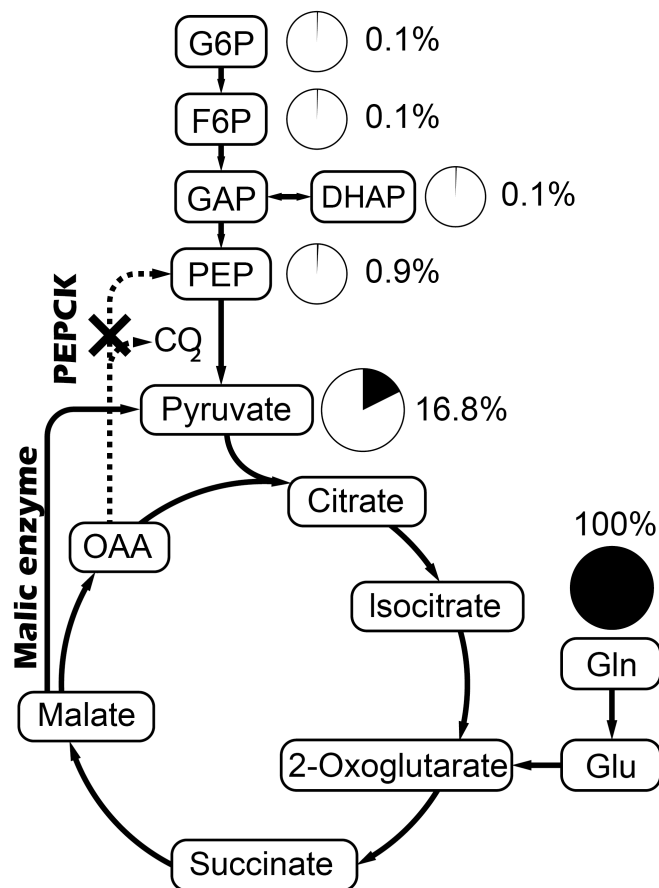 G6P 0.1%
F6P 0.1%
GAP DHAP 0.1%
PEP 0.9%
PEPCK
CO2
Pyruvate 16.8%
Malic enzyme
Citrate
OAA
100%
Isocitrate
Gln
Malate
2-Oxoglutarate Glu
Succinate